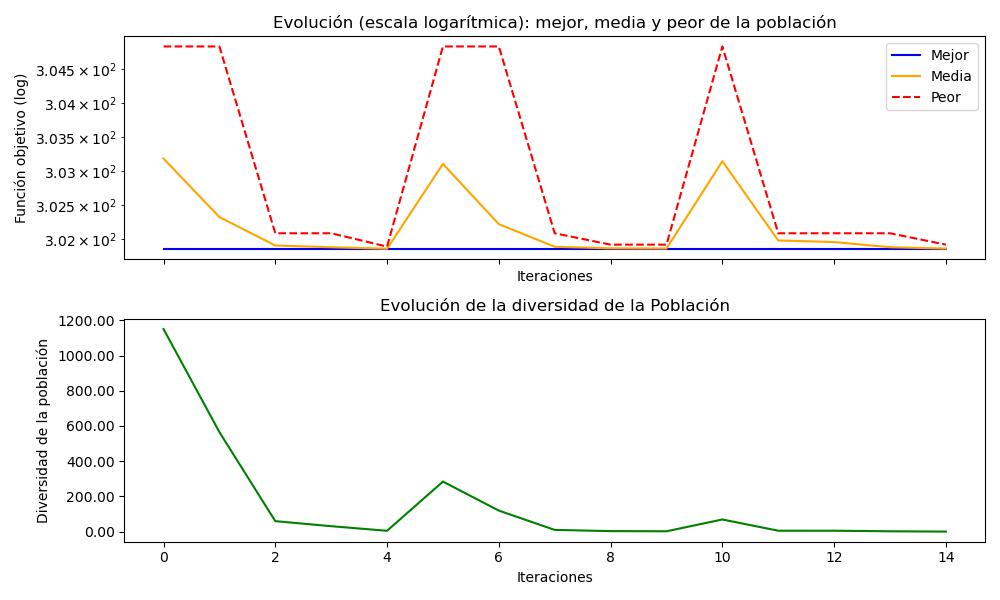 Evolución (escala logarítmica): mejor, media y peor de la población
Función objetivo (log)
3.045 × 10²
3.04 × 10²
3.035 × 10²
3.03 × 10²
3.025 × 10²
3.02 × 10²
Mejor
Media
Peor
Iteraciones
Evolución de la diversidad de la Población
Diversidad de la población
1200.00
1000.00
800.00
600.00
400.00
200.00
0.00
0 2 4 6 8 10 12 14
Iteraciones